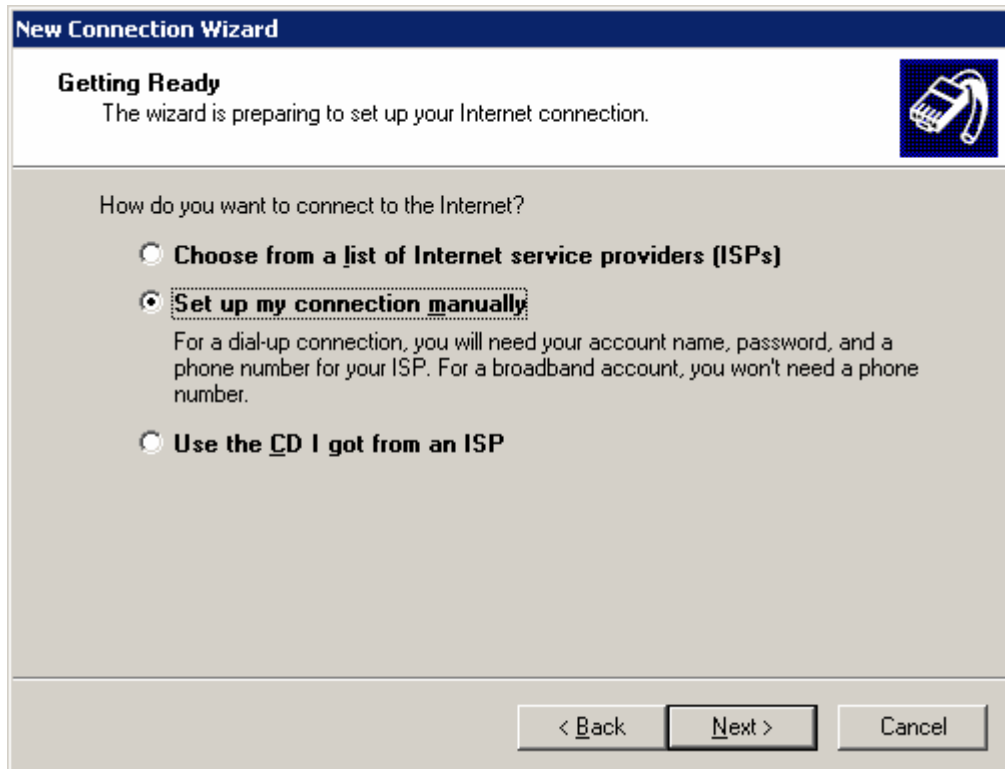 New Connection Wizard
Getting Ready
The wizard is preparing to set up your Internet connection.
How do you want to connect to the Internet?
Choose from a list of Internet service providers (ISPs)
Set up my connection manually
For a dial-up connection, you will need your account name, password, and a
phone number for your ISP. For a broadband account, you won't need a phone
number.
Use the CD I got from an ISP
< Back
Next >
Cancel